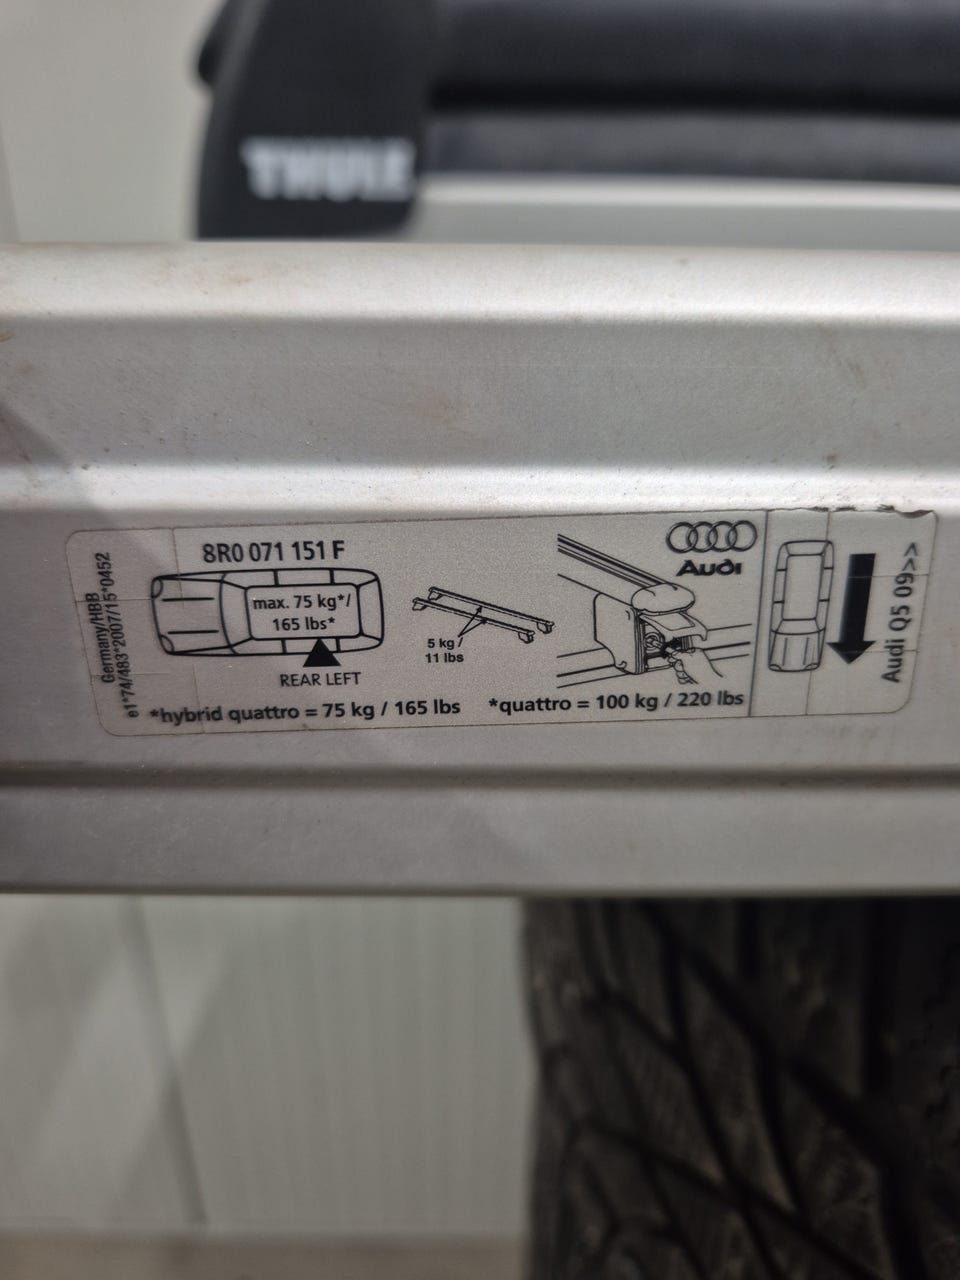 THULE
Germany/HBB
e1*74/483*2007/15*0452
8R0 071 151 F
max. 75 kg*/
165 lbs*
REAR LEFT
5 kg /
11 lbs
Audi
*hybrid quattro = 75 kg / 165 lbs
*quattro = 100 kg / 220 lbs
Audi Q5 09>>